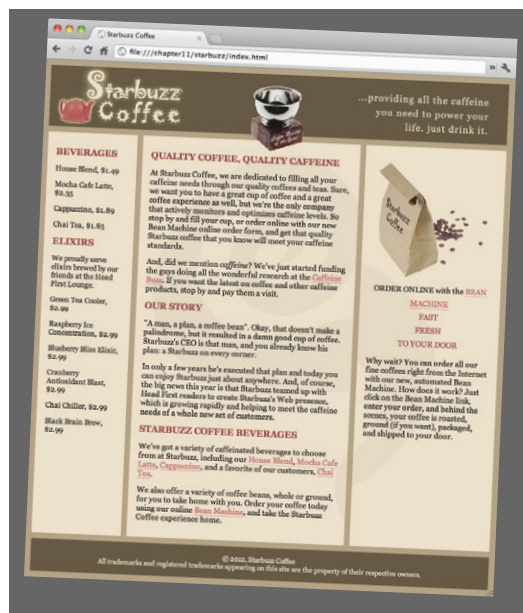 Starbuzz Coffee
file:///chapter11/starbuzz/index.html
Starbuzz
Coffee
...providing all the caffeine
you need to power your
life. just drink it.
BEVERAGES
House Blend, $1.49
Mocha Cafe Latte,
$2.35
Cappuccino, $1.89
Chai Tea, $1.85
ELIXIRS
We proudly serve
elixirs brewed by our
friends at the Head
First Lounge.
Green Tea Cooler,
$2.99
Raspberry Ice
Concentration, $2.99
Blueberry Bliss Elixir,
$2.99
Cranberry
Antioxidant Blast,
$2.99
Chai Chiller, $2.99
Black Brain Brew,
$2.99
QUALITY COFFEE, QUALITY CAFFEINE
At Starbuzz Coffee, we are dedicated to filling all your
caffeine needs through our quality coffees and teas. Sure,
we want you to have a great cup of coffee and a great
coffee experience as well, but we're the only company
that actively monitors and optimizes caffeine levels. So
stop by and fill your cup, or order online with our new
Bean Machine online order form, and get that quality
Starbuzz coffee that you know will meet your caffeine
standards.
And, did we mention caffeine? We've just started funding
the guys doing all the wonderful research at the Caffeine
Buzz. If you want the latest on coffee and other caffeine
products, stop by and pay them a visit.
OUR STORY
"A man, a plan, a coffee bean". Okay, that doesn't make a
palindrome, but it resulted in a damn good cup of coffee.
Starbuzz's CEO is that man, and you already know his
plan: a Starbuzz on every corner.
In only a few years he's executed that plan and today you
can enjoy Starbuzz just about anywhere. And, of course,
the big news this year is that Starbuzz teamed up with
Head First readers to create Starbuzz's Web presence,
which is growing rapidly and helping to meet the caffeine
needs of a whole new set of customers.
STARBUZZ COFFEE BEVERAGES
We've got a variety of caffeinated beverages to choose
from at Starbuzz, including our House Blend, Mocha Cafe
Latte, Cappuccino, and a favorite of our customers, Chai
Tea.
We also offer a variety of coffee beans, whole or ground,
for you to take home with you. Order your coffee today
using our online Bean Machine, and take the Starbuzz
Coffee experience home.
Starbuzz
Coffee
ORDER ONLINE with the BEAN
MACHINE
FAST
FRESH
TO YOUR DOOR
Why wait? You can order all our
fine coffees right from the Internet
with our new, automated Bean
Machine. How does it work? Just
click on the Bean Machine link,
enter your order, and behind the
scenes, your coffee is roasted,
ground (if you want), packaged,
and shipped to your door.
© 2012, Starbuzz Coffee
All trademarks and registered trademarks appearing on this site are the property of their respective owners.